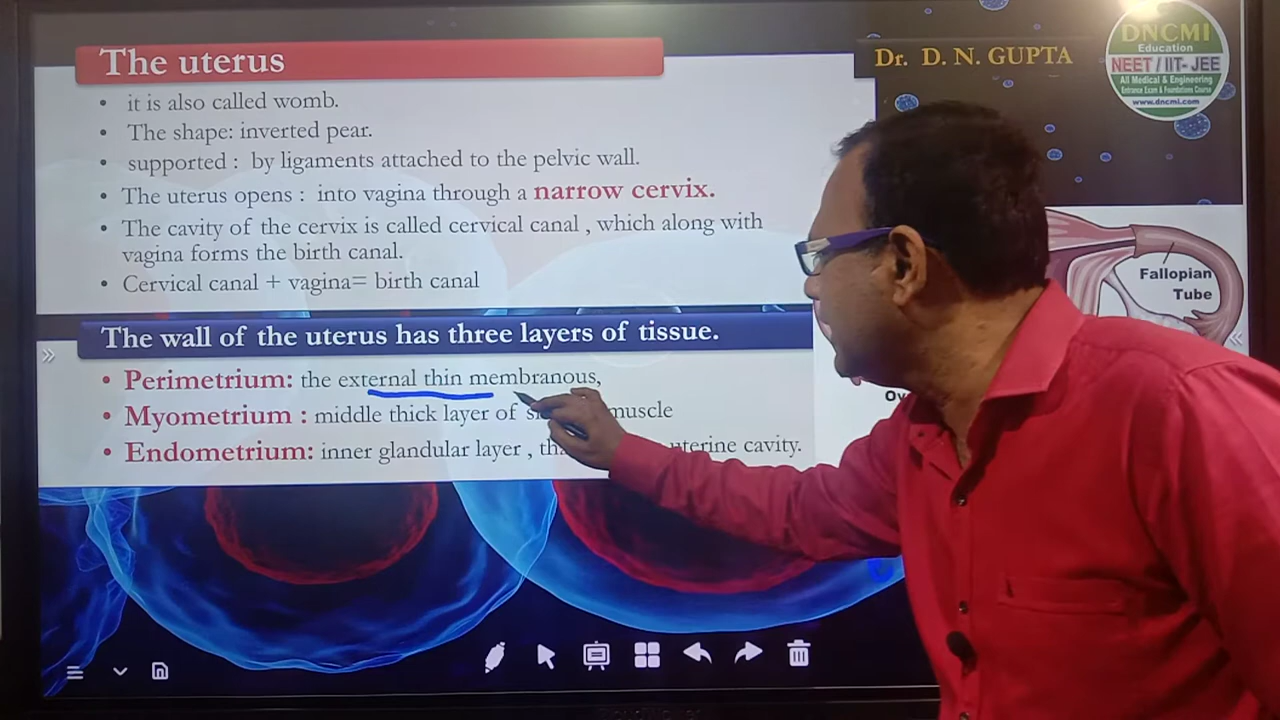 The uterus
• it is also called womb.
• The shape: inverted pear.
• supported : by ligaments attached to the pelvic wall.
• The uterus opens : into vagina through a narrow cervix.
• The cavity of the cervix is called cervical canal , which along with
vagina forms the birth canal.
• Cervical canal + vagina= birth canal
The wall of the uterus has three layers of tissue.
• Perimetrium: the external thin membranous,
• Myometrium : middle thick layer of muscle
• Endometrium: inner glandular layer , uterine cavity.
Dr. D. N. GUPTA
DNCMI
Education
NEET / IIT- JEE
All Medical & Engineering
Entrance Exam & Foundations Course
www.dncmi.com
Fallopian
Tube